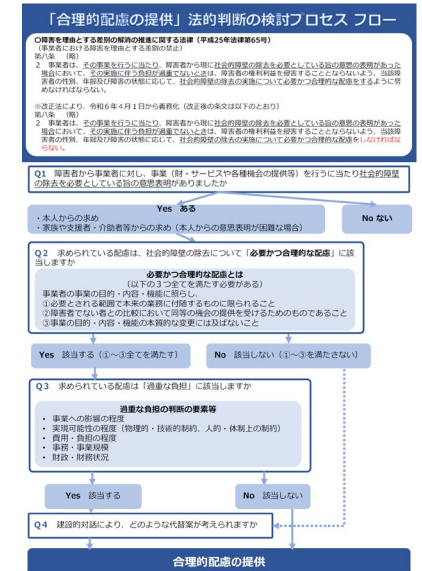 「合理的配慮の提供」法的判断の検討プロセス フロー
〇障害を理由とする差別の解消の推進に関する法律（平成25年法律第65号）
（事業者における障害を理由とする差別の禁止）
第八条　（略）
２　事業者は、その事業を行うに当たり、障害者から現に社会的障壁の除去を必要としている旨の意思の表明があった
場合において、その実施に伴う負担が過重でないときは、障害者の権利利益を侵害することとならないよう、当該障
害者の性別、年齢及び障害の状態に応じて、社会的障壁の除去の実施について必要かつ合理的な配慮をするように努
めなければならない。
※改正法により、令和６年４月１日から義務化（改正後の条文は以下のとおり）
第八条　（略）
２　事業者は、その事業を行うに当たり、障害者から現に社会的障壁の除去を必要としている旨の意思の表明があった
場合において、その実施に伴う負担が過重でないときは、障害者の権利利益を侵害することとならないよう、当該障
害者の性別、年齢及び障害の状態に応じて、社会的障壁の除去の実施について必要かつ合理的な配慮をしなければな
らない。
Q１　障害者から事業者に対し、事業（財・サービスや各種機会の提供等）を行うに当たり社会的障壁
の除去を必要としている旨の意思表明がありましたか
Yes　ある
・本人からの求め
・家族や支援者・介助者等からの求め（本人からの意思表明が困難な場合）
No ない
Q２　求められている配慮は、社会的障壁の除去について「必要かつ合理的な配慮」に該
当しますか
必要かつ合理的な配慮とは
（以下の３つ全てを満たす必要がある）
事業者の事業の目的・内容・機能に照らし、
①必要とされる範囲で本来の業務に付随するものに限られること
②障害者でない者との比較において同等の機会の提供を受けるためのものであること
③事業の目的・内容・機能の本質的な変更には及ばないこと
Yes　該当する（①～③全てを満たす）
No　該当しない（①～③を満たさない）
Q３　求められている配慮は「過重な負担」に該当しますか
過重な負担の判断の要素等
・　事業への影響の程度
・　実現可能性の程度（物理的・技術的制約、人的・体制上の制約）
・　費用・負担の程度
・　事務・事業規模
・　財政・財務状況
Yes　該当する
No　該当しない
Q４　建設的対話により、どのような代替案が考えられますか
合理的配慮の提供